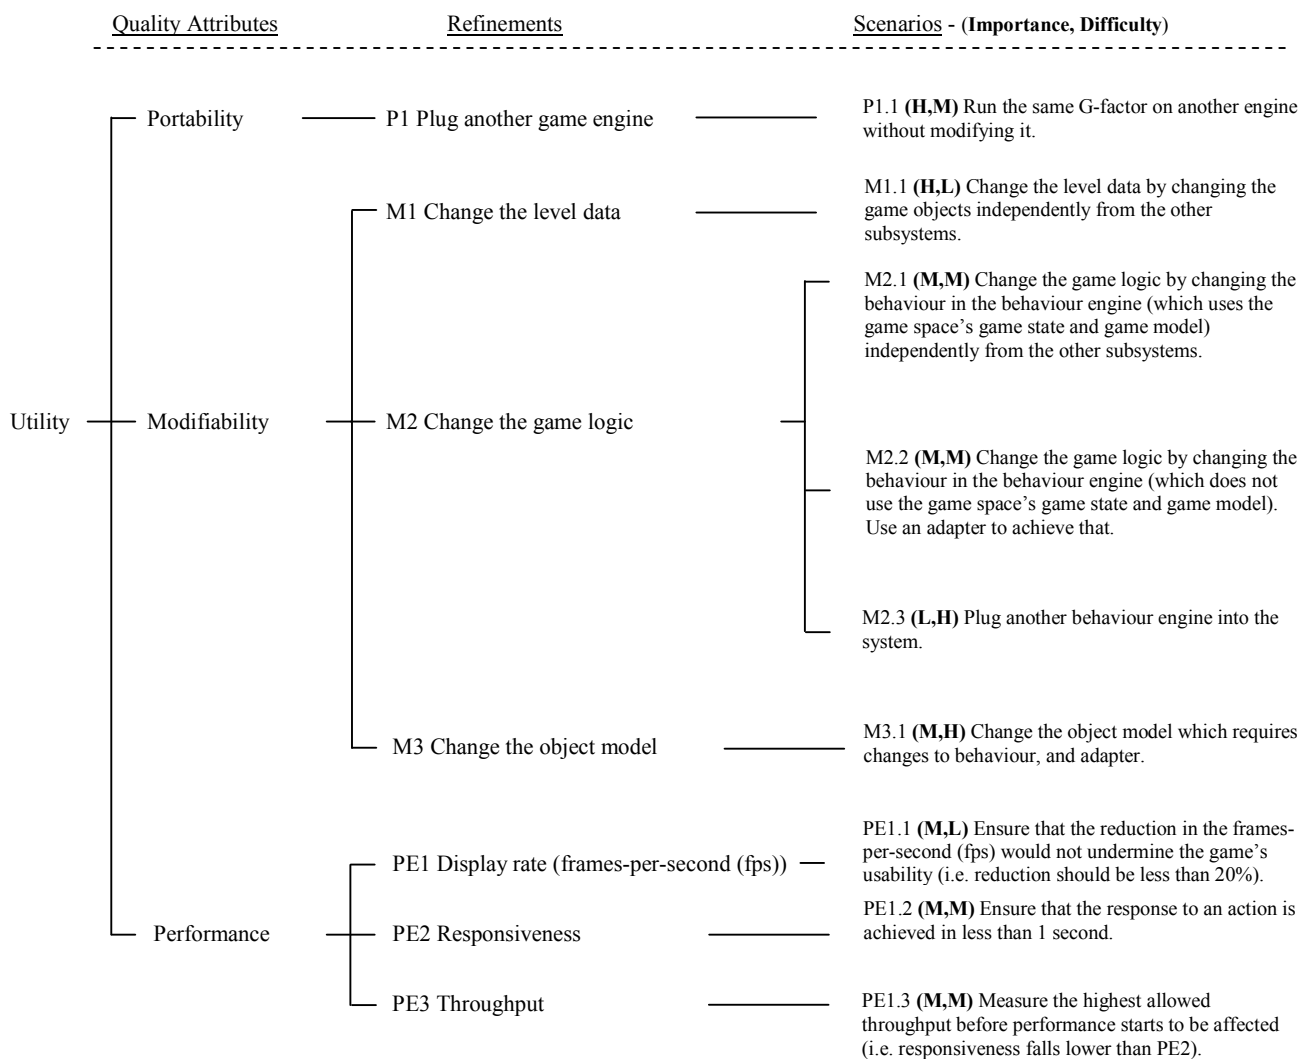 Quality Attributes
Refinements
Scenarios - (Importance, Difficulty)
Utility
Portability
P1 Plug another game engine
P1.1 (H,M) Run the same G-factor on another engine
without modifying it.
Modifiability
M1 Change the level data
M1.1 (H,L) Change the level data by changing the
game objects independently from the other
subsystems.
M2 Change the game logic
M2.1 (M,M) Change the game logic by changing the
behaviour in the behaviour engine (which uses the
game space’s game state and game model)
independently from the other subsystems.
M2.2 (M,M) Change the game logic by changing the
behaviour in the behaviour engine (which does not
use the game space’s game state and game model).
Use an adapter to achieve that.
M2.3 (L,H) Plug another behaviour engine into the
system.
M3 Change the object model
M3.1 (M,H) Change the object model which requires
changes to behaviour, and adapter.
Performance
PE1 Display rate (frames-per-second (fps))
PE1.1 (M,L) Ensure that the reduction in the frames-
per-second (fps) would not undermine the game’s
usability (i.e. reduction should be less than 20%).
PE2 Responsiveness
PE1.2 (M,M) Ensure that the response to an action is
achieved in less than 1 second.
PE3 Throughput
PE1.3 (M,M) Measure the highest allowed
throughput before performance starts to be affected
(i.e. responsiveness falls lower than PE2).